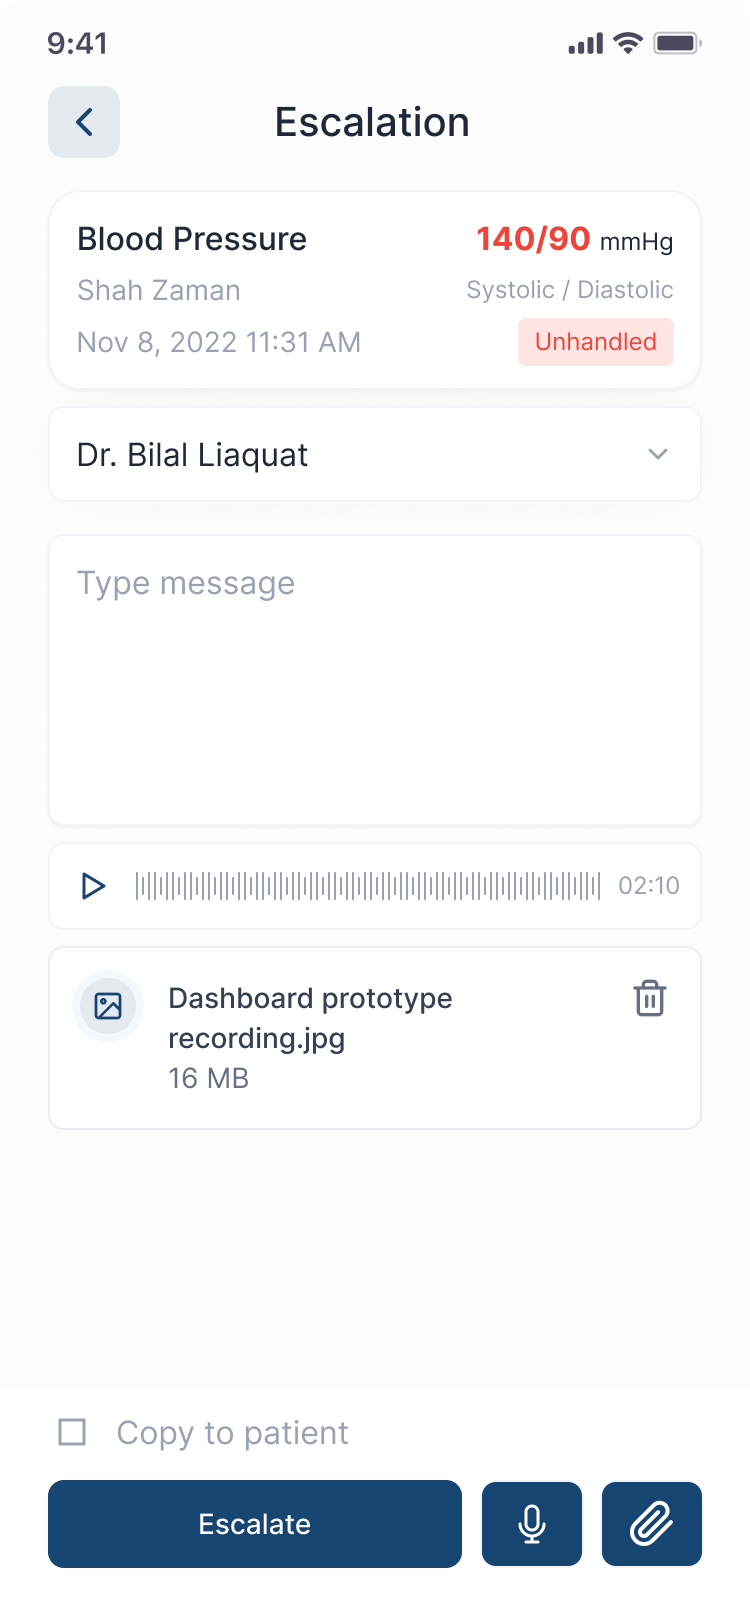 9:41
Escalation
Blood Pressure
140/90 mmHg
Shah Zaman
Systolic / Diastolic
Nov 8, 2022 11:31 AM
Unhandled
Dr. Bilal Liaquat
Type message
02:10
Dashboard prototype
recording.jpg
16 MB
Copy to patient
Escalate